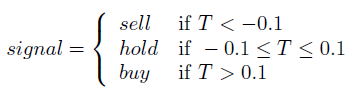 sell if T < −0.1
signal = { hold if − 0.1 ≤ T ≤ 0.1
buy if T > 0.1